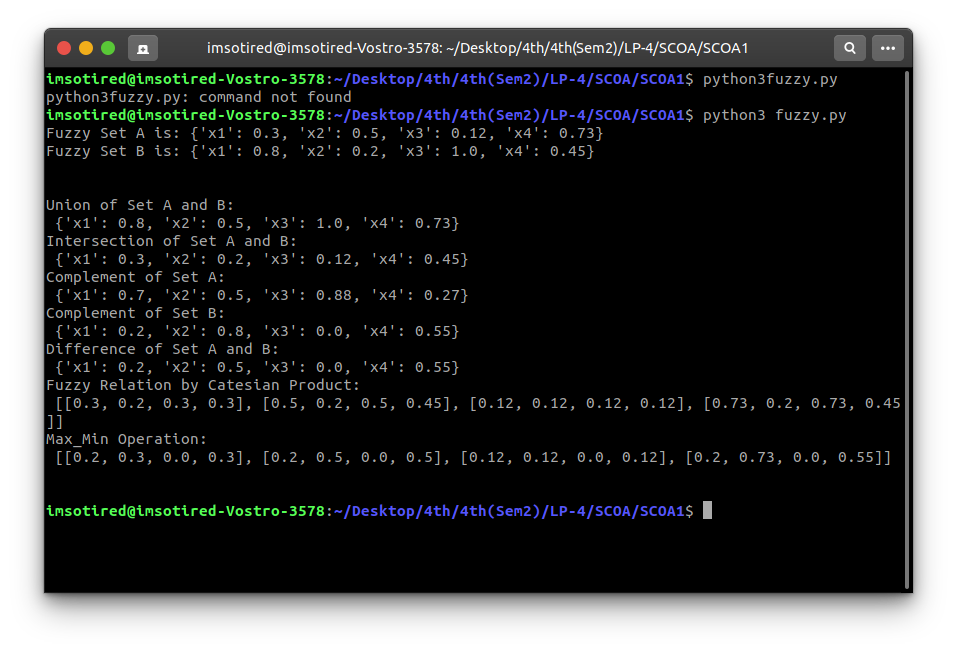 imsotired@imsotired-Vostro-3578: ~/Desktop/4th/4th(Sem2)/LP-4/SCOA/SCOA1
imsotired@imsotired-Vostro-3578:~/Desktop/4th/4th(Sem2)/LP-4/SCOA/SCOA1$ python3fuzzy.py
python3fuzzy.py: command not found
imsotired@imsotired-Vostro-3578:~/Desktop/4th/4th(Sem2)/LP-4/SCOA/SCOA1$ python3 fuzzy.py
Fuzzy Set A is: {'x1': 0.3, 'x2': 0.5, 'x3': 0.12, 'x4': 0.73}
Fuzzy Set B is: {'x1': 0.8, 'x2': 0.2, 'x3': 1.0, 'x4': 0.45}
Union of Set A and B:
{'x1': 0.8, 'x2': 0.5, 'x3': 1.0, 'x4': 0.73}
Intersection of Set A and B:
{'x1': 0.3, 'x2': 0.2, 'x3': 0.12, 'x4': 0.45}
Complement of Set A:
{'x1': 0.7, 'x2': 0.5, 'x3': 0.88, 'x4': 0.27}
Complement of Set B:
{'x1': 0.2, 'x2': 0.8, 'x3': 0.0, 'x4': 0.55}
Difference of Set A and B:
{'x1': 0.2, 'x2': 0.5, 'x3': 0.0, 'x4': 0.55}
Fuzzy Relation by Catesian Product:
[[0.3, 0.2, 0.3, 0.3], [0.5, 0.2, 0.5, 0.45], [0.12, 0.12, 0.12, 0.12], [0.73, 0.2, 0.73, 0.45
]]
Max_Min Operation:
[[0.2, 0.3, 0.0, 0.3], [0.2, 0.5, 0.0, 0.5], [0.12, 0.12, 0.0, 0.12], [0.2, 0.73, 0.0, 0.55]]
imsotired@imsotired-Vostro-3578:~/Desktop/4th/4th(Sem2)/LP-4/SCOA/SCOA1$